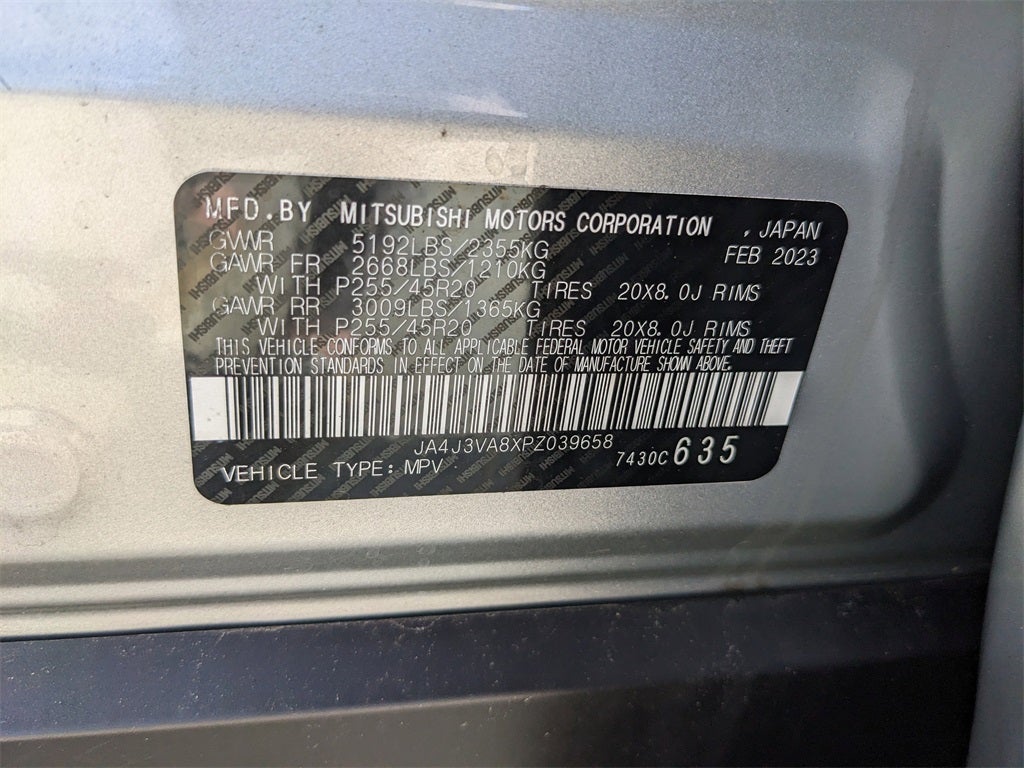 MFD.BY MITSUBISHI MOTORS CORPORATION , JAPAN
GVWR 5192LBS/2355KG FEB 2023
GAWR FR 2668LBS/1210KG
WITH P255/45R20 TIRES 20X8.0J RIMS
GAWR RR 3009LBS/1365KG
WITH P255/45R20 TIRES 20X8.0J RIMS
THIS VEHICLE CONFORMS TO ALL APPLICABLE FEDERAL MOTOR VEHICLE SAFETY AND THEFT
PREVENTION STANDARDS IN EFFECT ON THE DATE OF MANUFACTURE SHOWN ABOVE.
JA4J3VA8XPZ039658
VEHICLE TYPE: MPV 7430C 635